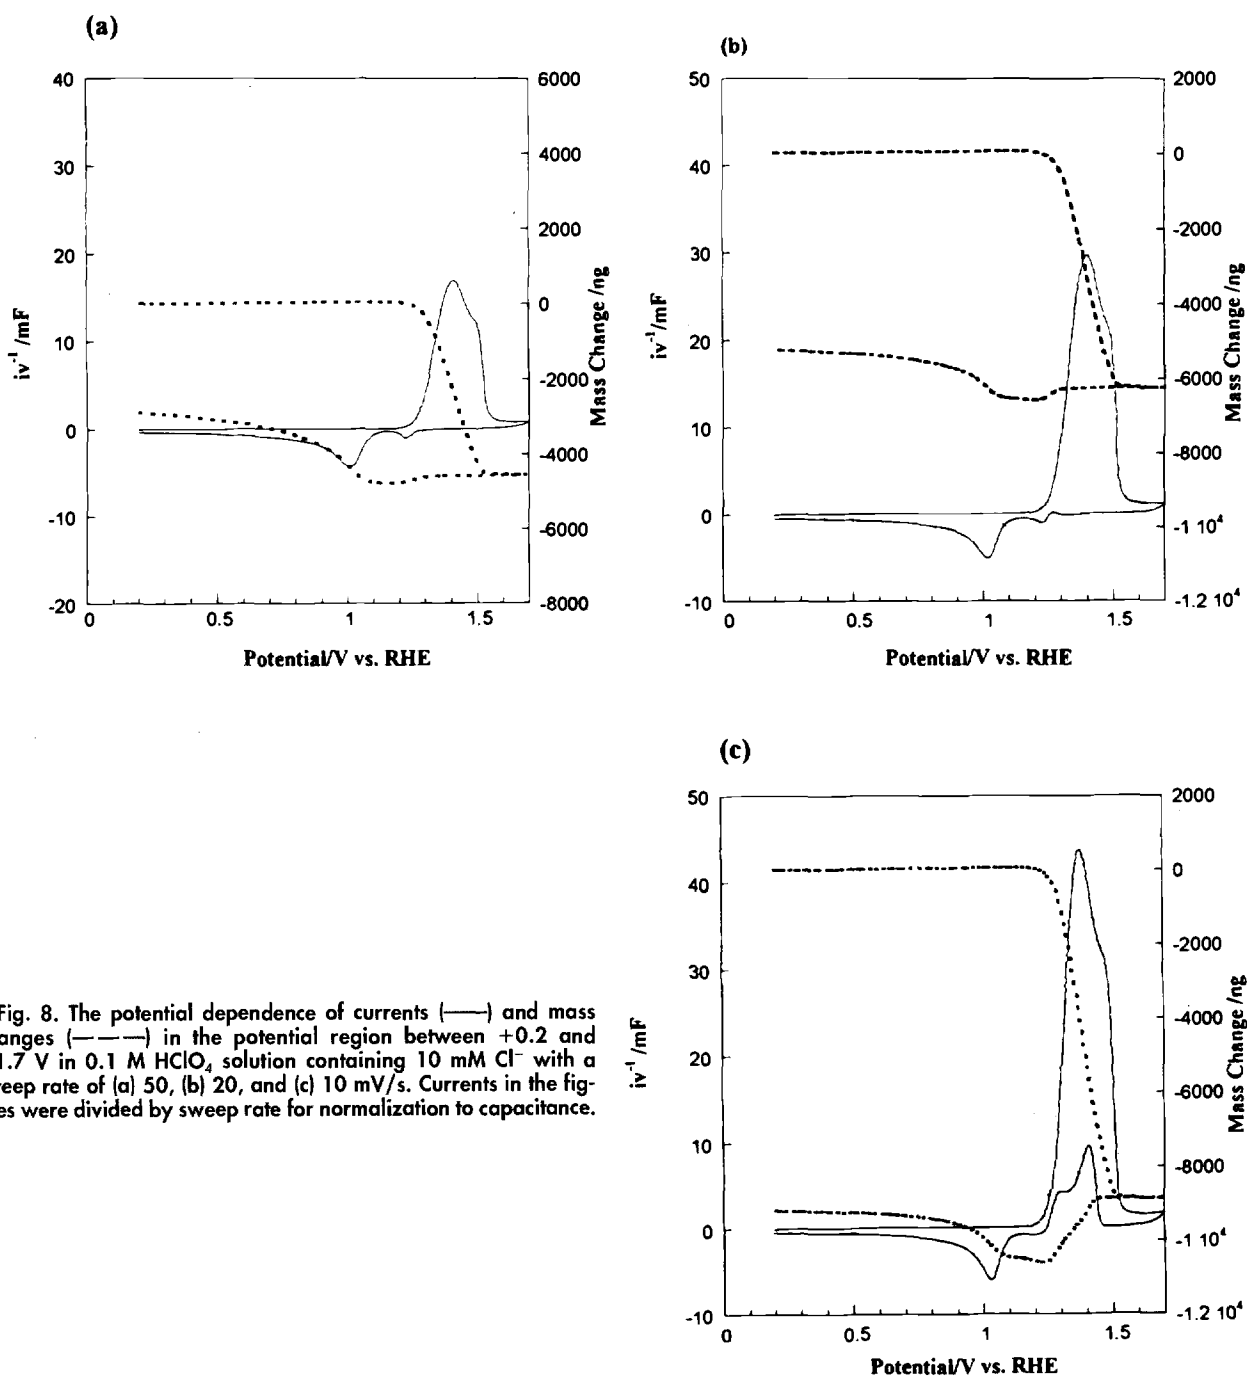 (a)
40
30
20
10
0
-10
-20
iv⁻¹/mF
6000
4000
2000
0
-2000
-4000
-6000
-8000
Mass Change /ng
0 0.5 1 1.5
Potential/V vs. RHE
(b)
50
40
30
20
10
0
-10
iv⁻¹/mF
2000
0
-2000
-4000
-6000
-8000
-1 10⁴
-1.2 10⁴
Mass Change /ng
0 0.5 1 1.5
Potential/V vs. RHE
(c)
50
40
30
20
10
0
-10
iv⁻¹/mF
2000
0
-2000
-4000
-6000
-8000
-1 10⁴
-1.2 10⁴
Mass Change /ng
0 0.5 1 1.5
Potential/V vs. RHE
Fig. 8. The potential dependence of currents (——) and mass
anges (– – –) in the potential region between +0.2 and
1.7 V in 0.1 M HClO₄ solution containing 10 mM Cl⁻ with a
reep rate of (a) 50, (b) 20, and (c) 10 mV/s. Currents in the fig-
es were divided by sweep rate for normalization to capacitance.